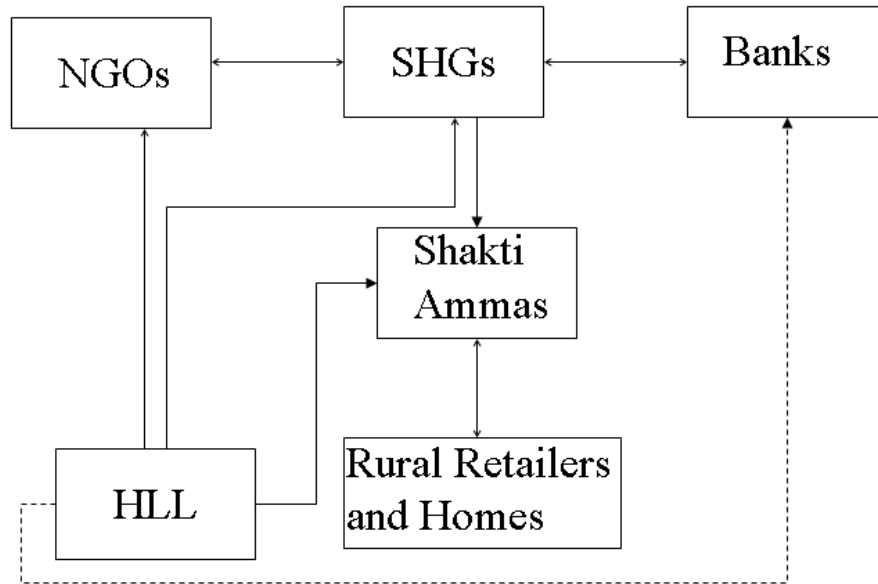 NGOs
SHGs
Banks
Shakti
Ammas
HLL
Rural Retailers
and Homes